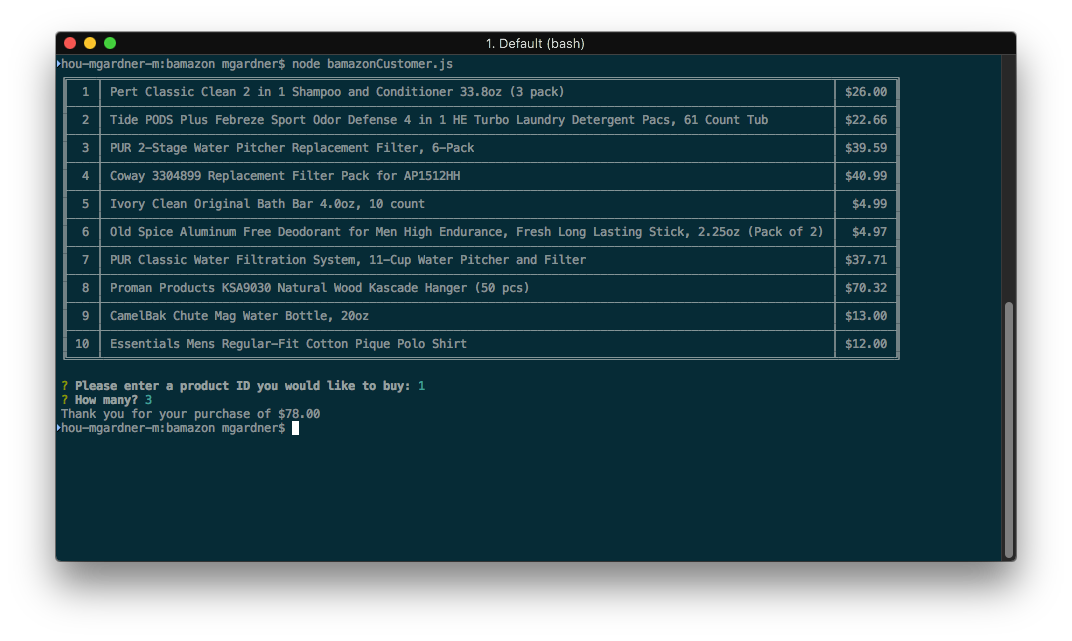 1. Default (bash)
hou-mgardner-m:bamazon mgardner$ node bamazonCustomer.js
1 Pert Classic Clean 2 in 1 Shampoo and Conditioner 33.8oz (3 pack) $26.00
2 Tide PODS Plus Febreze Sport Odor Defense 4 in 1 HE Turbo Laundry Detergent Pacs, 61 Count Tub $22.66
3 PUR 2-Stage Water Pitcher Replacement Filter, 6-Pack $39.59
4 Coway 3304899 Replacement Filter Pack for AP1512HH $40.99
5 Ivory Clean Original Bath Bar 4.0oz, 10 count $4.99
6 Old Spice Aluminum Free Deodorant for Men High Endurance, Fresh Long Lasting Stick, 2.25oz (Pack of 2) $4.97
7 PUR Classic Water Filtration System, 11-Cup Water Pitcher and Filter $37.71
8 Proman Products KSA9030 Natural Wood Kascade Hanger (50 pcs) $70.32
9 CamelBak Chute Mag Water Bottle, 20oz $13.00
10 Essentials Mens Regular-Fit Cotton Pique Polo Shirt $12.00
? Please enter a product ID you would like to buy: 1
? How many? 3
Thank you for your purchase of $78.00
hou-mgardner-m:bamazon mgardner$